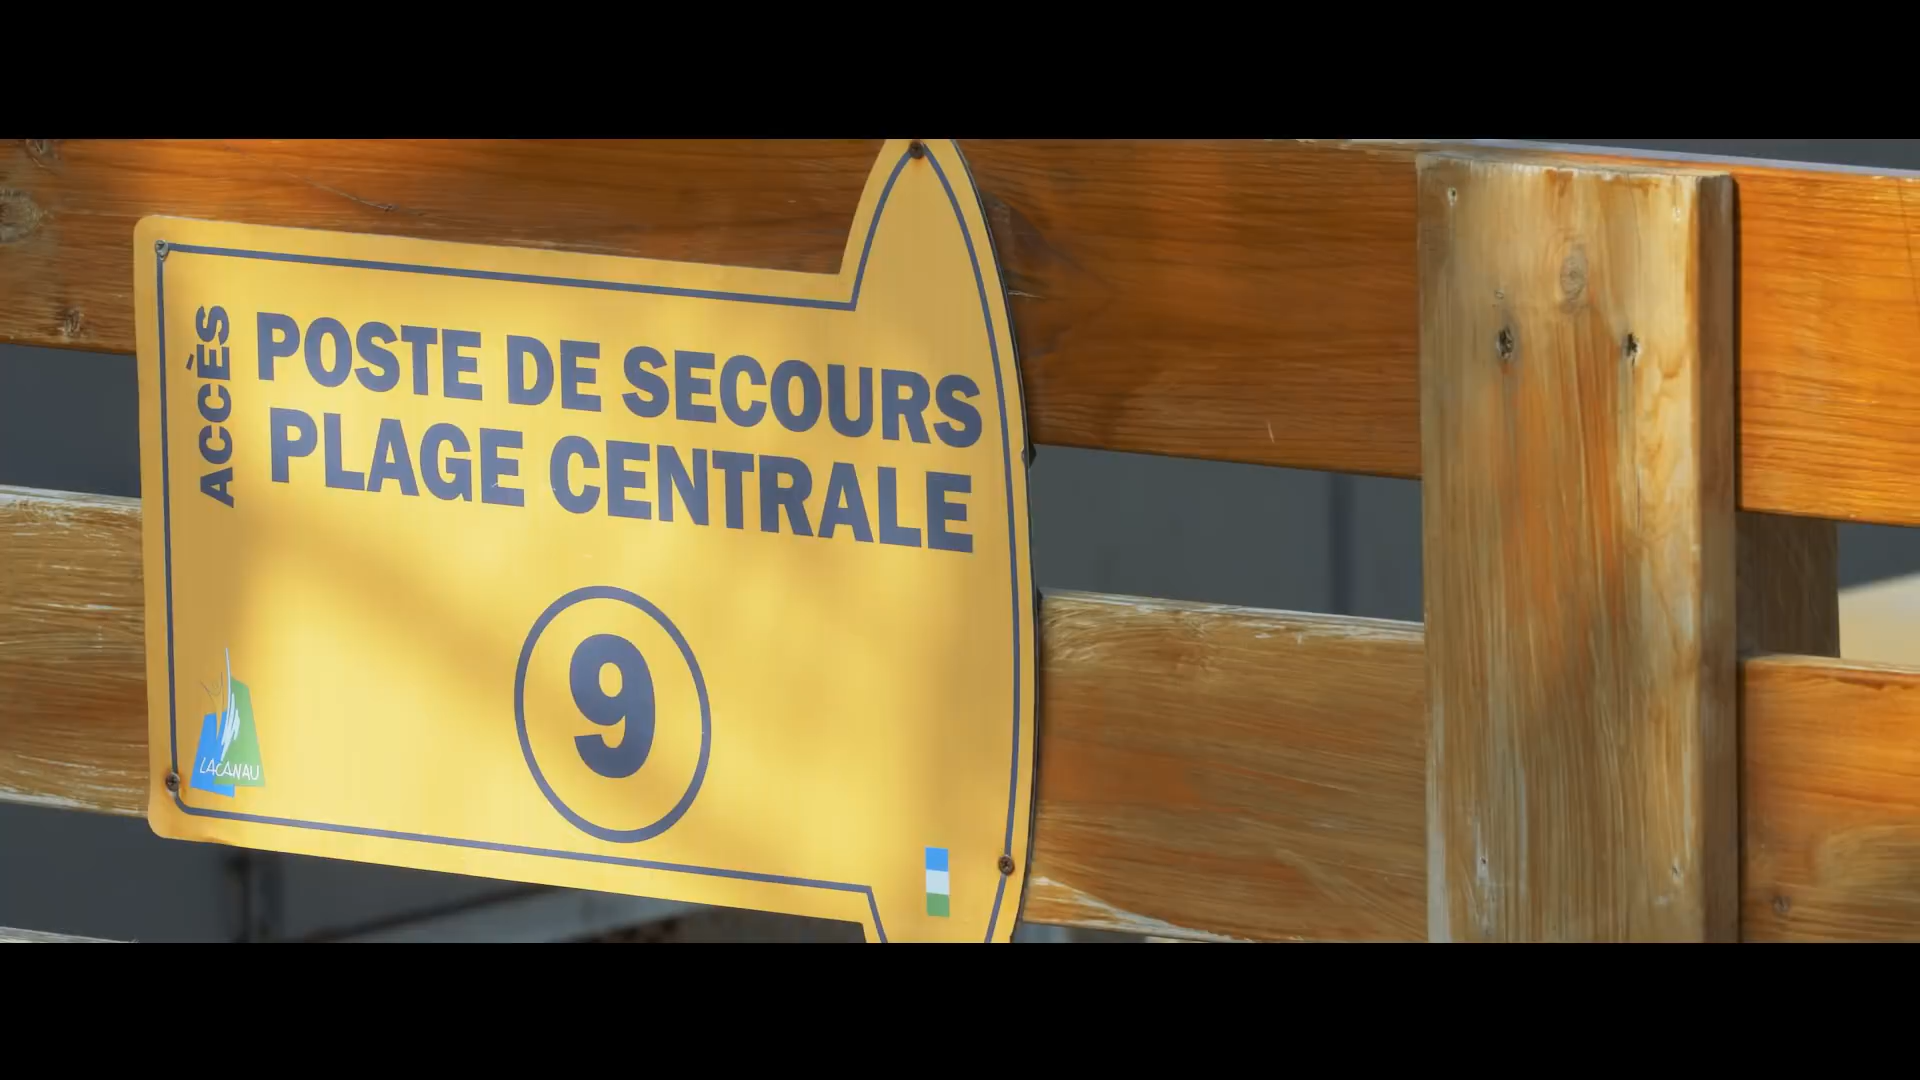 ACCÈS
POSTE DE SECOURS
PLAGE CENTRALE
9
LACANAU